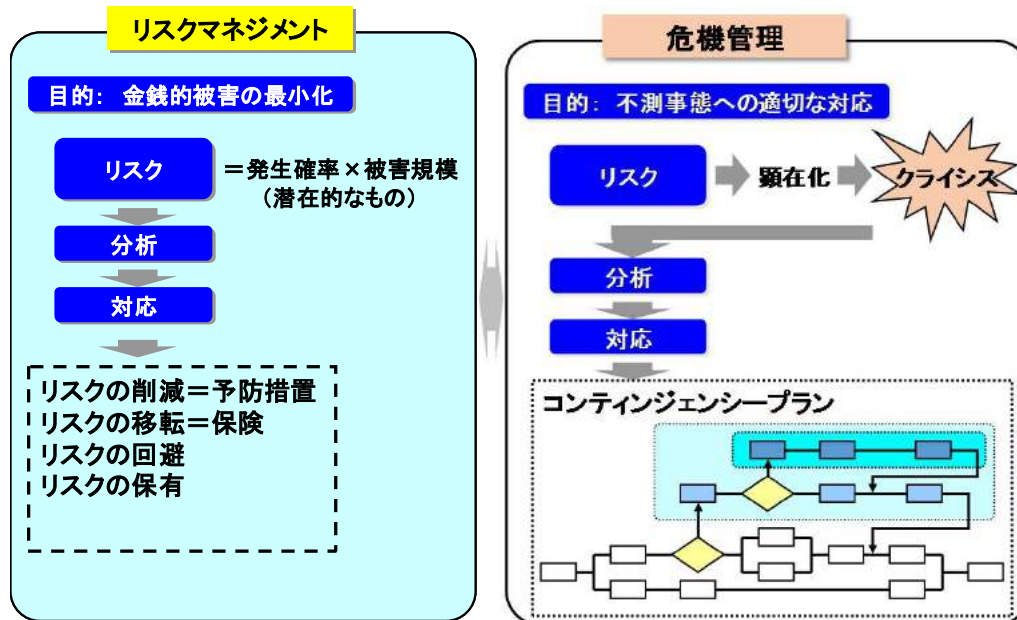 リスクマネジメント
目的： 金銭的被害の最小化
リスク
＝発生確率×被害規模
（潜在的なもの）
分析
対応
リスクの削減＝予防措置
リスクの移転＝保険
リスクの回避
リスクの保有
危機管理
目的： 不測事態への適切な対応
リスク
顕在化
クライシス
分析
対応
コンティンジェンシープラン